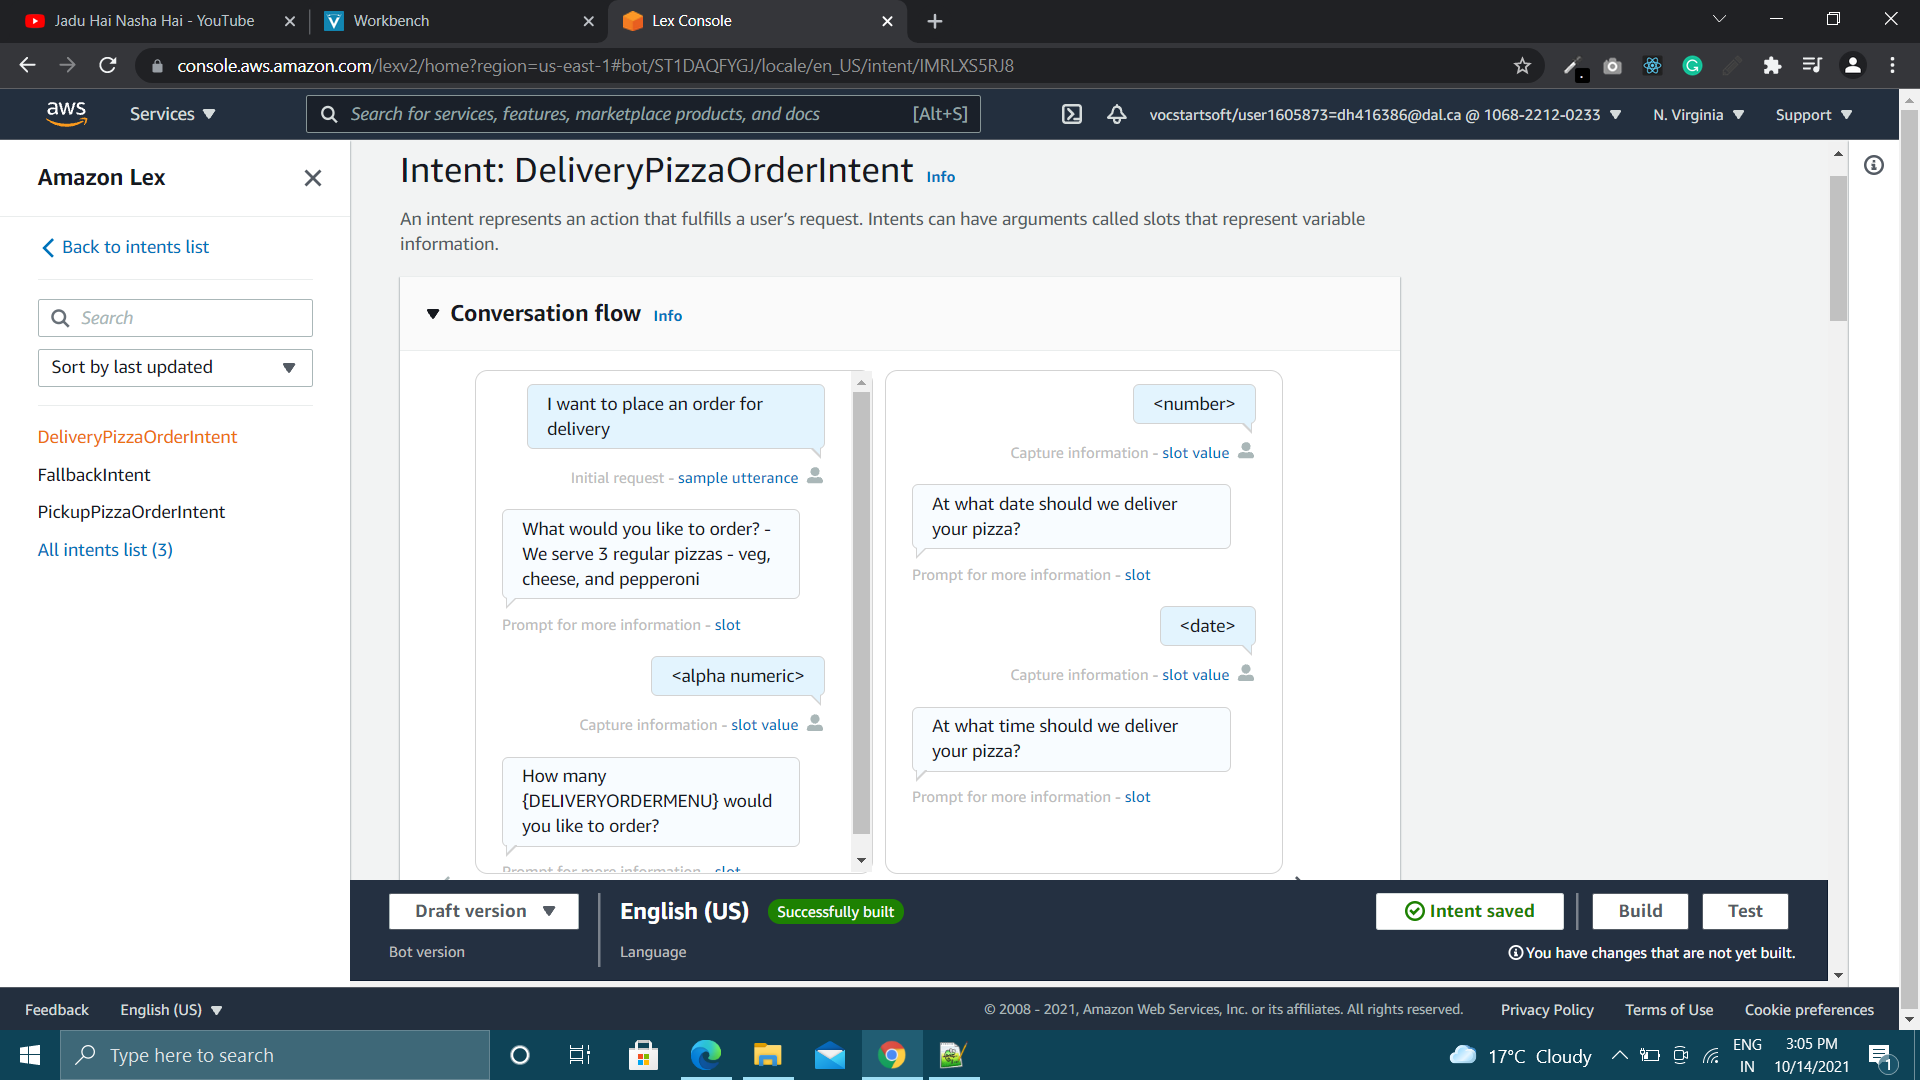 Jadu Hai Nasha Hai - YouTube
Workbench
Lex Console
console.aws.amazon.com/lexv2/home?region=us-east-1#bot/ST1DAQFYGJ/locale/en_US/intent/IMRLXS5RJ8
aws
Services
Search for services, features, marketplace products, and docs
[Alt+S]
vocstartsoft/user1605873=dh416386@dal.ca @ 1068-2212-0233
N. Virginia
Support
Amazon Lex
Back to intents list
Search
Sort by last updated
DeliveryPizzaOrderIntent
FallbackIntent
PickupPizzaOrderIntent
All intents list (3)
Intent: DeliveryPizzaOrderIntent Info
An intent represents an action that fulfills a user’s request. Intents can have arguments called slots that represent variable
information.
Conversation flow Info
I want to place an order for
delivery
Initial request - sample utterance
What would you like to order? -
We serve 3 regular pizzas - veg,
cheese, and pepperoni
Prompt for more information - slot
<alpha numeric>
Capture information - slot value
How many
{DELIVERYORDERMENU} would
you like to order?
Prompt for more information - slot
<number>
Capture information - slot value
At what date should we deliver
your pizza?
Prompt for more information - slot
<date>
Capture information - slot value
At what time should we deliver
your pizza?
Prompt for more information - slot
Draft version
Bot version
English (US)
Successfully built
Language
Intent saved
Build
Test
You have changes that are not yet built.
Feedback
English (US)
© 2008 - 2021, Amazon Web Services, Inc. or its affiliates. All rights reserved.
Privacy Policy
Terms of Use
Cookie preferences
Type here to search
17°C Cloudy
ENG
IN
3:05 PM
10/14/2021
1